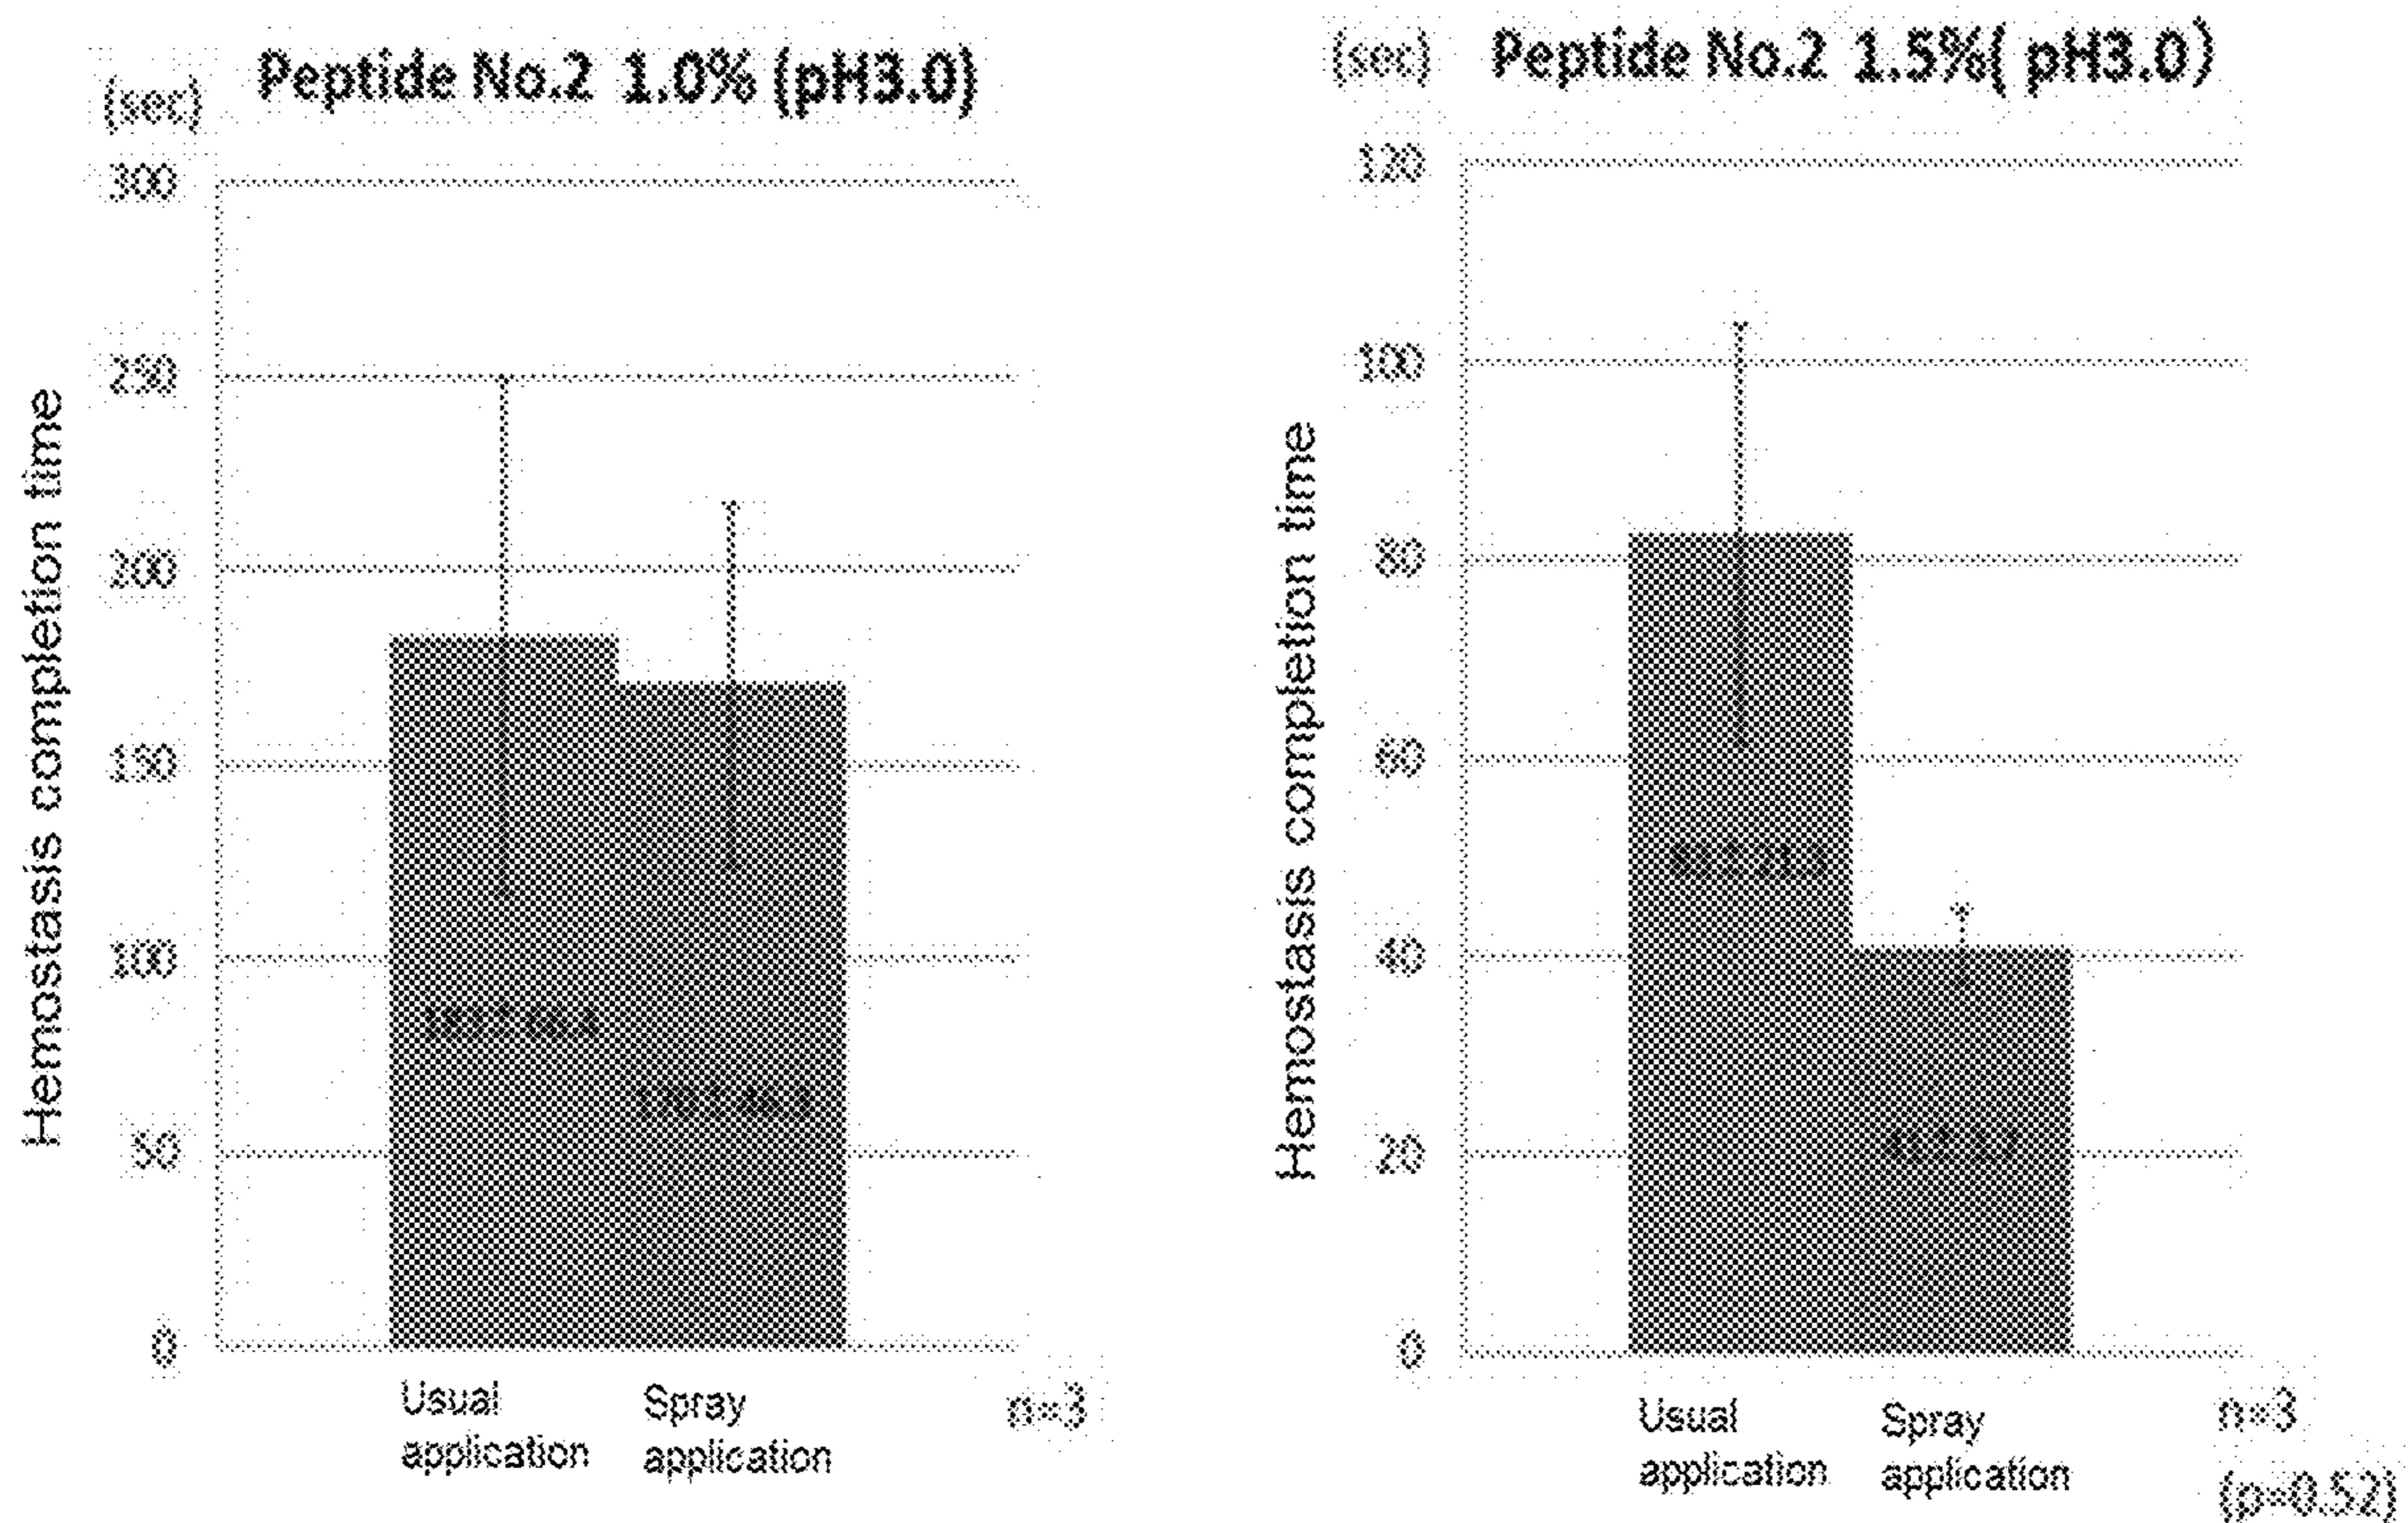 (sec)
Peptide No.2 1.0% (pH3.0)
300
250
200
150
100
50
0
Hemostasis completion time
Usual
application
Spray
application
n=3
(sec)
Peptide No.2 1.5%( pH3.0)
120
100
80
60
40
20
0
Hemostasis completion time
Usual
application
Spray
application
n=3
(p=0.52)